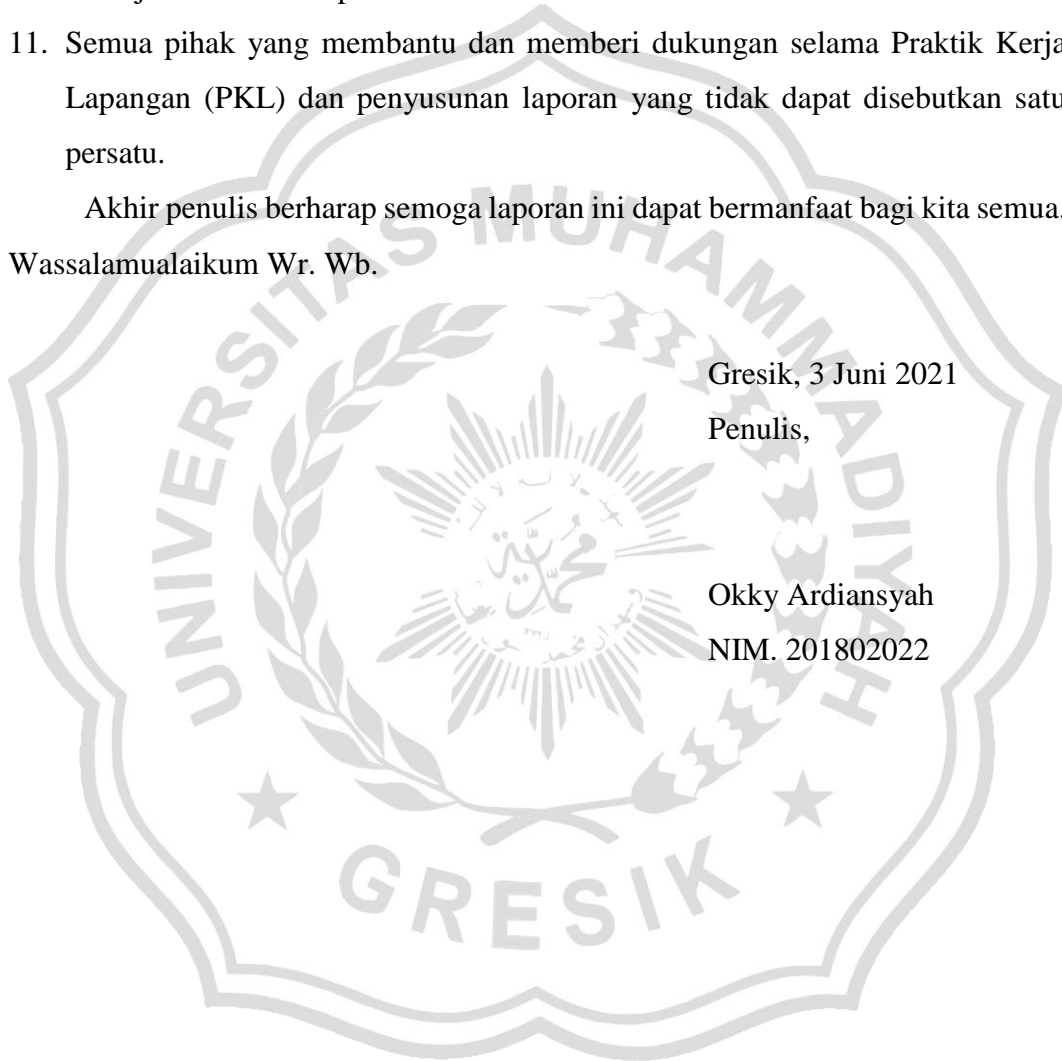 11. Semua pihak yang membantu dan memberi dukungan selama Praktik Kerja
Lapangan (PKL) dan penyusunan laporan yang tidak dapat disebutkan satu
persatu.
Akhir penulis berharap semoga laporan ini dapat bermanfaat bagi kita semua.
Wassalamualaikum Wr. Wb.
UNIVERSITAS MUHAMMADIYAH
Gresik, 3 Juni 2021
Penulis,
محمدية
Okky Ardiansyah
NIM. 201802022
GRESIK